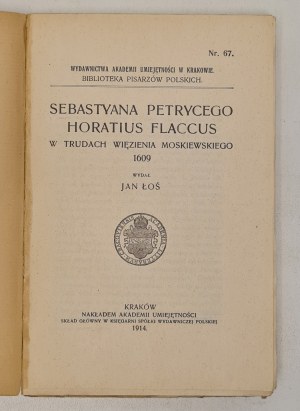 Nr. 67.
WYDAWNICTWA AKADEMII UMIEJĘTNOŚCI W KRAKOWIE.
BIBLIOTEKA PISARZÓW POLSKICH.
SEBASTYANA PETRYCEGO
HORATIUS FLACCUS
W TRUDACH WIĘZIENIA MOSKIEWSKIEGO
1609
WYDAŁ
JAN ŁOŚ
KRAKÓW
NAKŁADEM AKADEMII UMIEJĘTNOŚCI
SKŁAD GŁÓWNY W KSIĘGARNI SPÓŁKI WYDAWNICZEJ POLSKIEJ
1914.